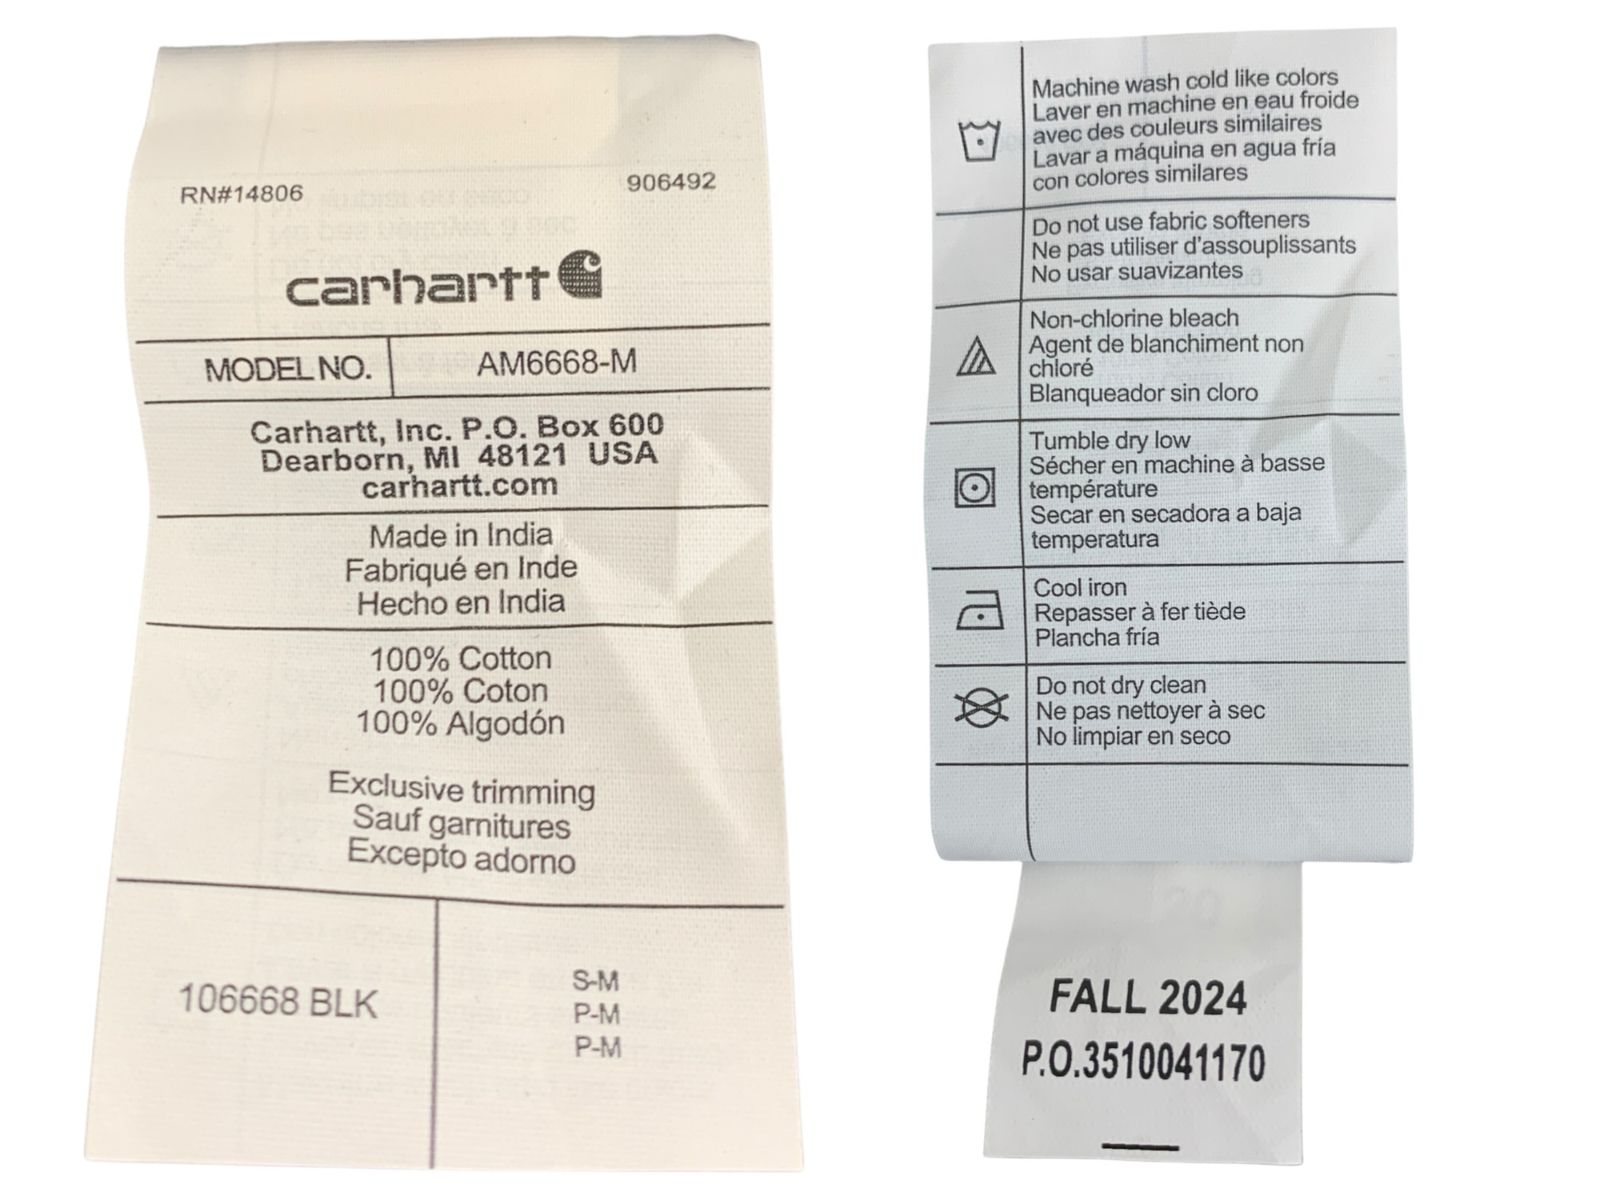 RN#14806 906492
carhartt
MODEL NO. AM6668-M
Carhartt, Inc. P.O. Box 600
Dearborn, MI 48121 USA
carhartt.com
Made in India
Fabriqué en Inde
Hecho en India
100% Cotton
100% Coton
100% Algodón
Exclusive trimming
Sauf garnitures
Excepto adorno
106668 BLK
S-M
P-M
P-M
Machine wash cold like colors
Laver en machine en eau froide
avec des couleurs similaires
Lavar a máquina en agua fría
con colores similares
Do not use fabric softeners
Ne pas utiliser d'assouplissants
No usar suavizantes
Non-chlorine bleach
Agent de blanchiment non
chloré
Blanqueador sin cloro
Tumble dry low
Sécher en machine à basse
température
Secar en secadora a baja
temperatura
Cool iron
Repasser à fer tiède
Plancha fría
Do not dry clean
Ne pas nettoyer à sec
No limpiar en seco
FALL 2024
P.O.3510041170